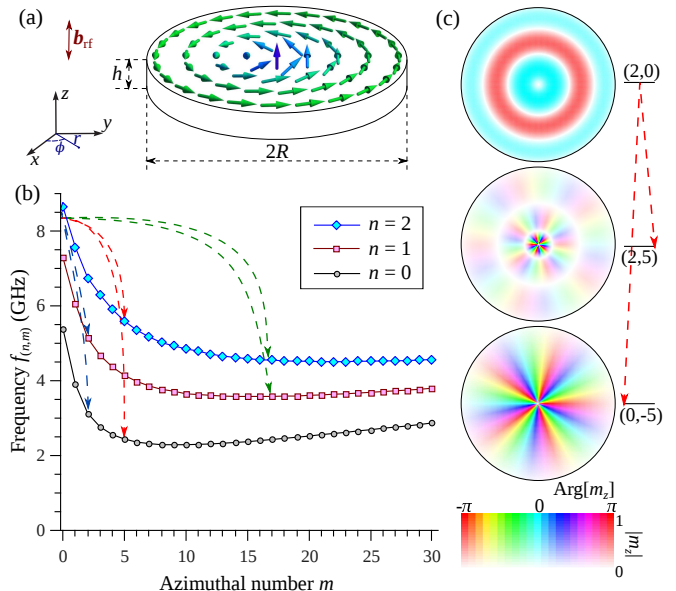 (a)
b_rf
h
z
y
x
r
ϕ
2R
(b)
Frequency f_(n,m) (GHz)
8
6
4
2
0
n = 2
n = 1
n = 0
0
5
10
15
20
25
30
Azimuthal number m
(c)
(2,0)
(2,5)
(0,-5)
Arg[m_z]
-π
0
π
1
|m_z|
0